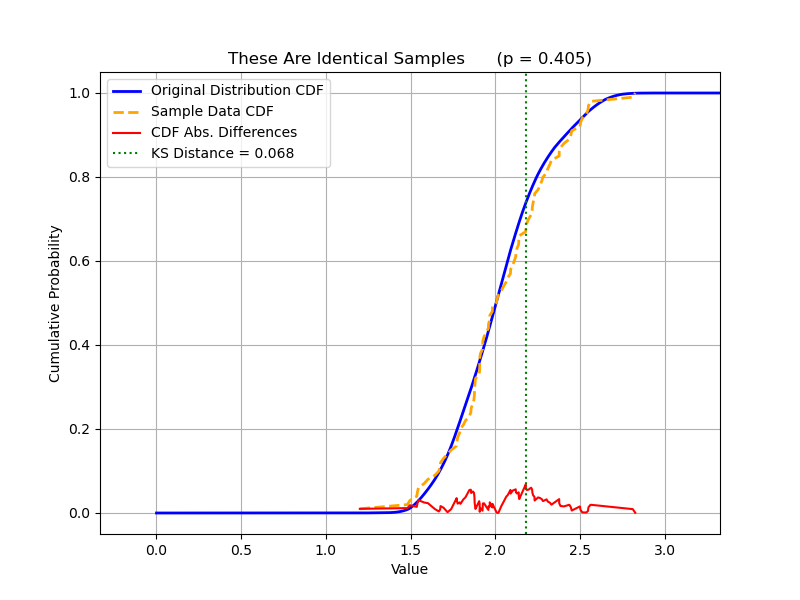 These Are Identical Samples (p = 0.405)
Original Distribution CDF
Sample Data CDF
CDF Abs. Differences
KS Distance = 0.068
Cumulative Probability
1.0
0.8
0.6
0.4
0.2
0.0
0.0 0.5 1.0 1.5 2.0 2.5 3.0
Value